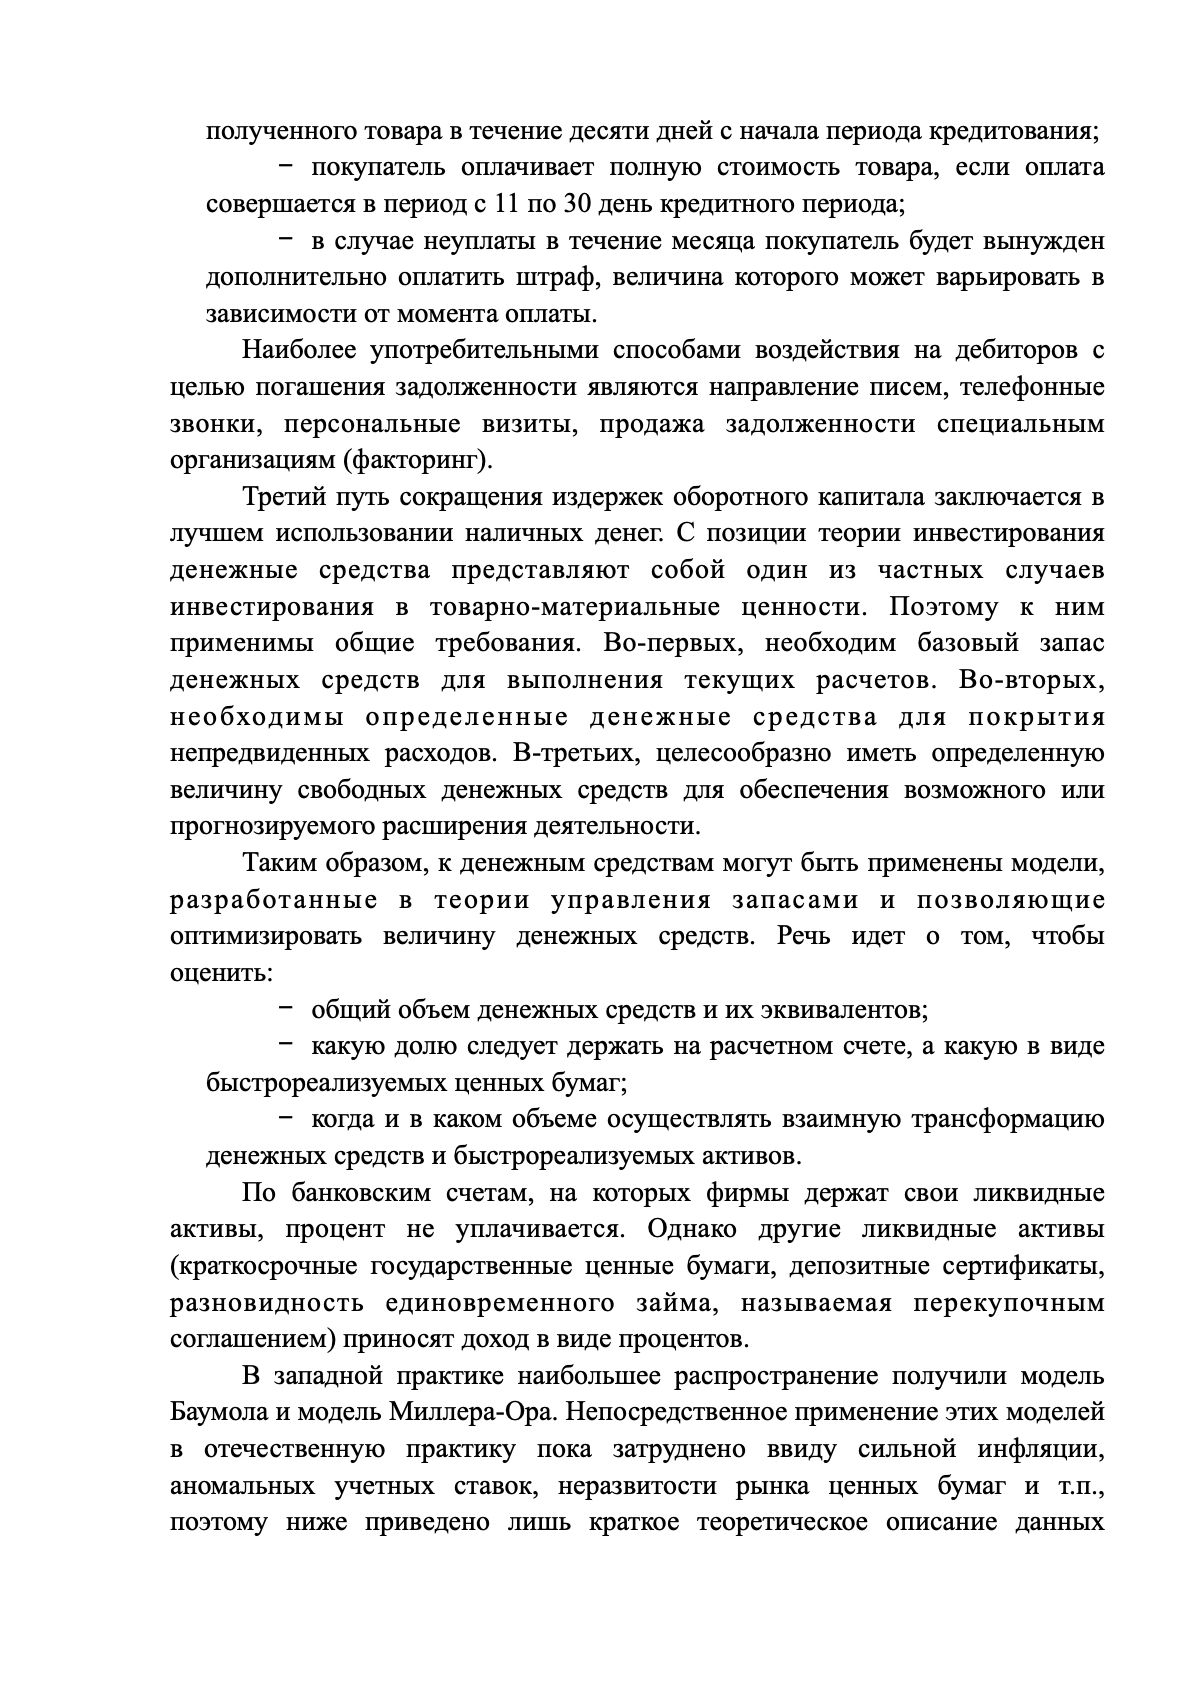 полученного товара в течение десяти дней с начала периода кредитования;
− покупатель оплачивает полную стоимость товара, если оплата
совершается в период с 11 по 30 день кредитного периода;
− в случае неуплаты в течение месяца покупатель будет вынужден
дополнительно оплатить штраф, величина которого может варьировать в
зависимости от момента оплаты.
Наиболее употребительными способами воздействия на дебиторов с
целью погашения задолженности являются направление писем, телефонные
звонки, персональные визиты, продажа задолженности специальным
организациям (факторинг).
Третий путь сокращения издержек оборотного капитала заключается в
лучшем использовании наличных денег. С позиции теории инвестирования
денежные средства представляют собой один из частных случаев
инвестирования в товарно-материальные ценности. Поэтому к ним
применимы общие требования. Во-первых, необходим базовый запас
денежных средств для выполнения текущих расчетов. Во-вторых,
необходимы определенные денежные средства для покрытия
непредвиденных расходов. В-третьих, целесообразно иметь определенную
величину свободных денежных средств для обеспечения возможного или
прогнозируемого расширения деятельности.
Таким образом, к денежным средствам могут быть применены модели,
разработанные в теории управления запасами и позволяющие
оптимизировать величину денежных средств. Речь идет о том, чтобы
оценить:
− общий объем денежных средств и их эквивалентов;
− какую долю следует держать на расчетном счете, а какую в виде
быстрореализуемых ценных бумаг;
− когда и в каком объеме осуществлять взаимную трансформацию
денежных средств и быстрореализуемых активов.
По банковским счетам, на которых фирмы держат свои ликвидные
активы, процент не уплачивается. Однако другие ликвидные активы
(краткосрочные государственные ценные бумаги, депозитные сертификаты,
разновидность единовременного займа, называемая перекупочным
соглашением) приносят доход в виде процентов.
В западной практике наибольшее распространение получили модель
Баумола и модель Миллера-Ора. Непосредственное применение этих моделей
в отечественную практику пока затруднено ввиду сильной инфляции,
аномальных учетных ставок, неразвитости рынка ценных бумаг и т.п.,
поэтому ниже приведено лишь краткое теоретическое описание данных